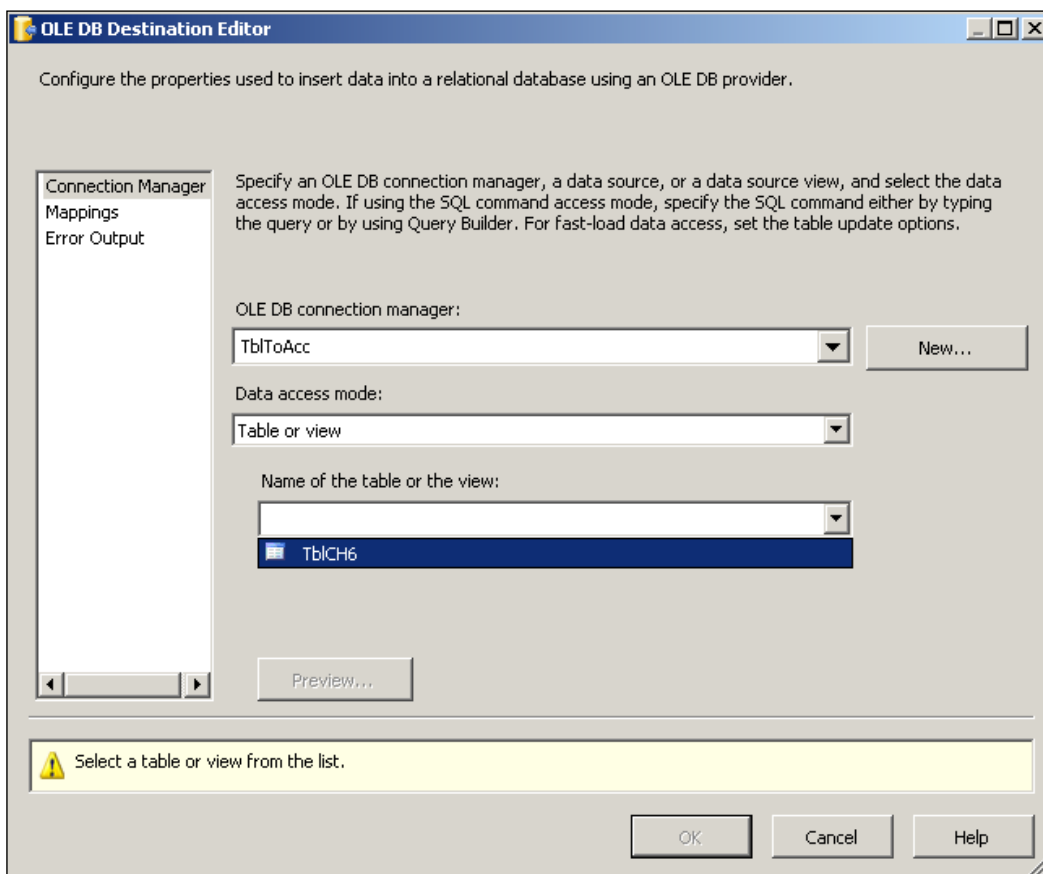 OLE DB Destination Editor
Configure the properties used to insert data into a relational database using an OLE DB provider.
Connection Manager
Mappings
Error Output
Specify an OLE DB connection manager, a data source, or a data source view, and select the data
access mode. If using the SQL command access mode, specify the SQL command either by typing
the query or by using Query Builder. For fast-load data access, set the table update options.
OLE DB connection manager:
TblToAcc
New...
Data access mode:
Table or view
Name of the table or the view:
TblCH6
Preview...
Select a table or view from the list.
OK
Cancel
Help